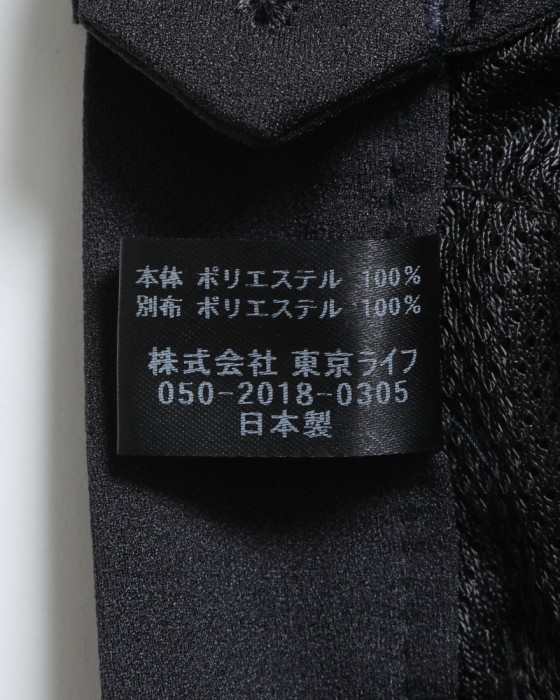 本体 ポリエステル 100%
別布 ポリエステル 100%
株式会社 東京ライフ
050-2018-0305
日本製